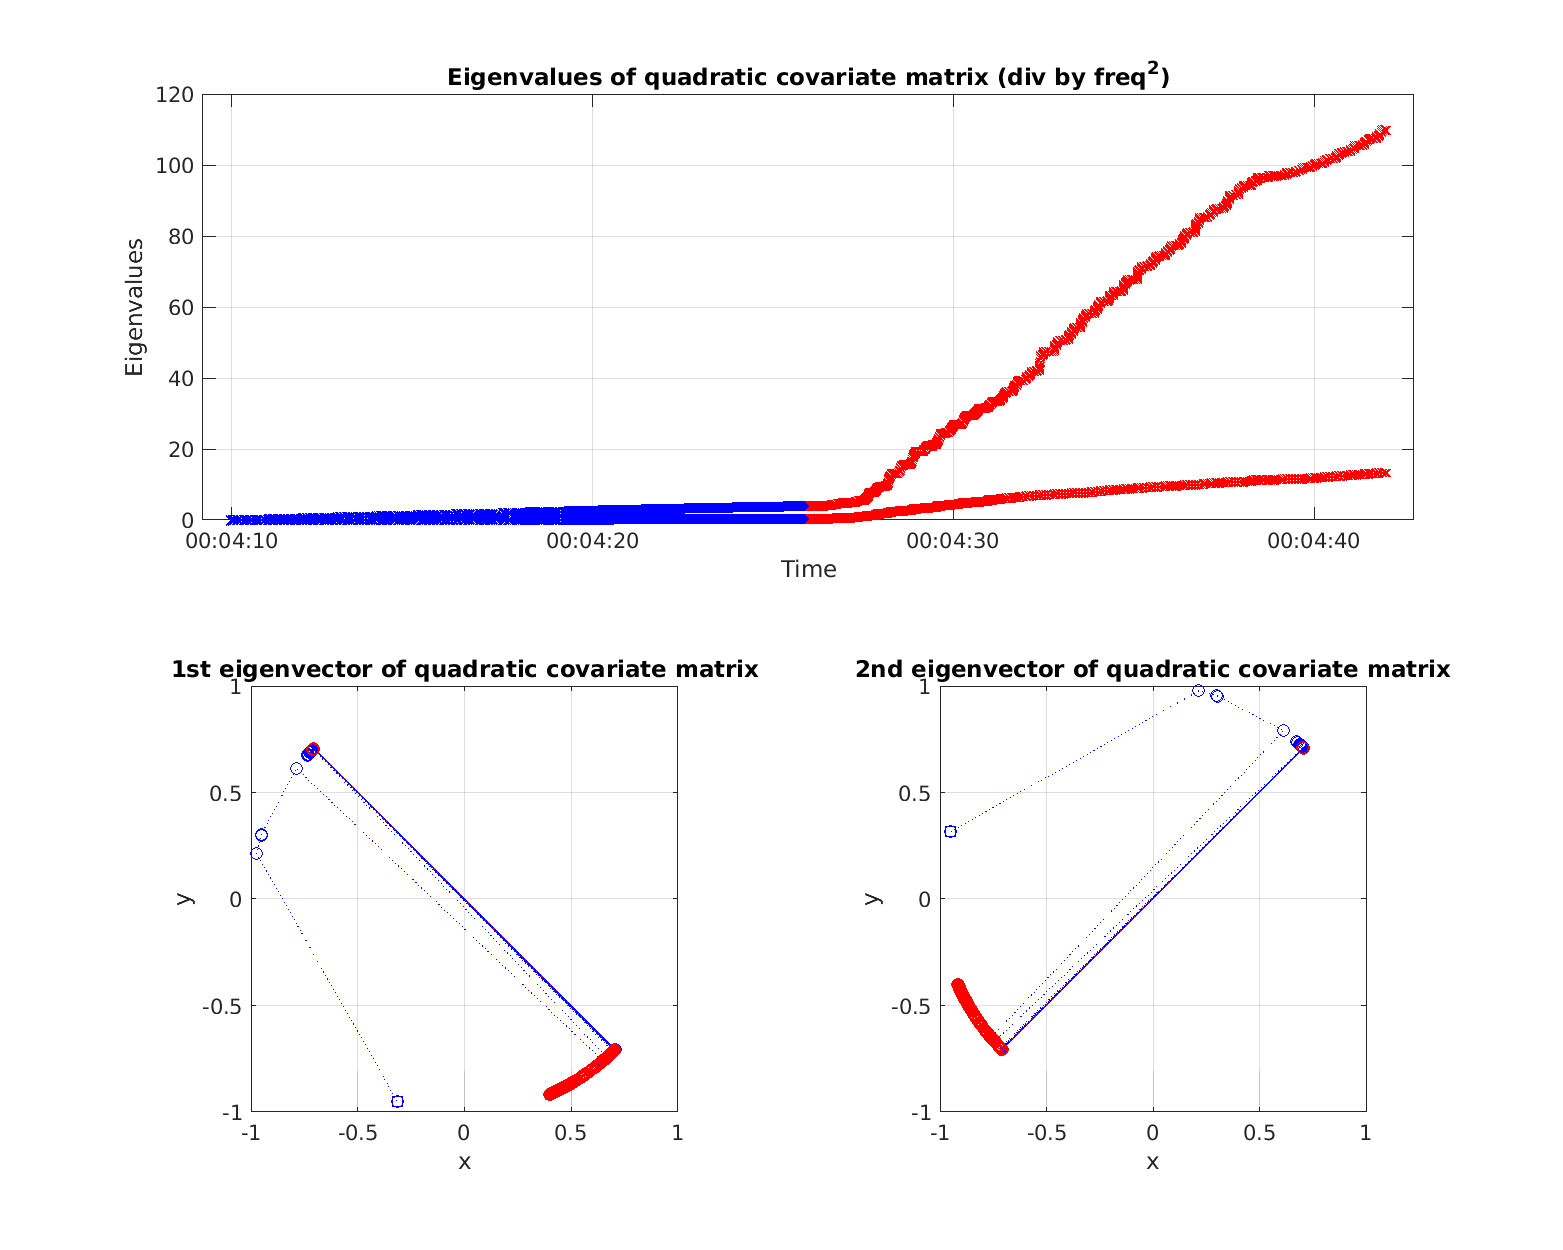 Eigenvalues of quadratic covariate matrix (div by freq²)
120
100
80
60
40
20
0
Eigenvalues
00:04:10 00:04:20 00:04:30 00:04:40
Time
1st eigenvector of quadratic covariate matrix
1
0.5
0
-0.5
-1
y
-1 -0.5 0 0.5 1
x
2nd eigenvector of quadratic covariate matrix
1
0.5
0
-0.5
-1
y
-1 -0.5 0 0.5 1
x